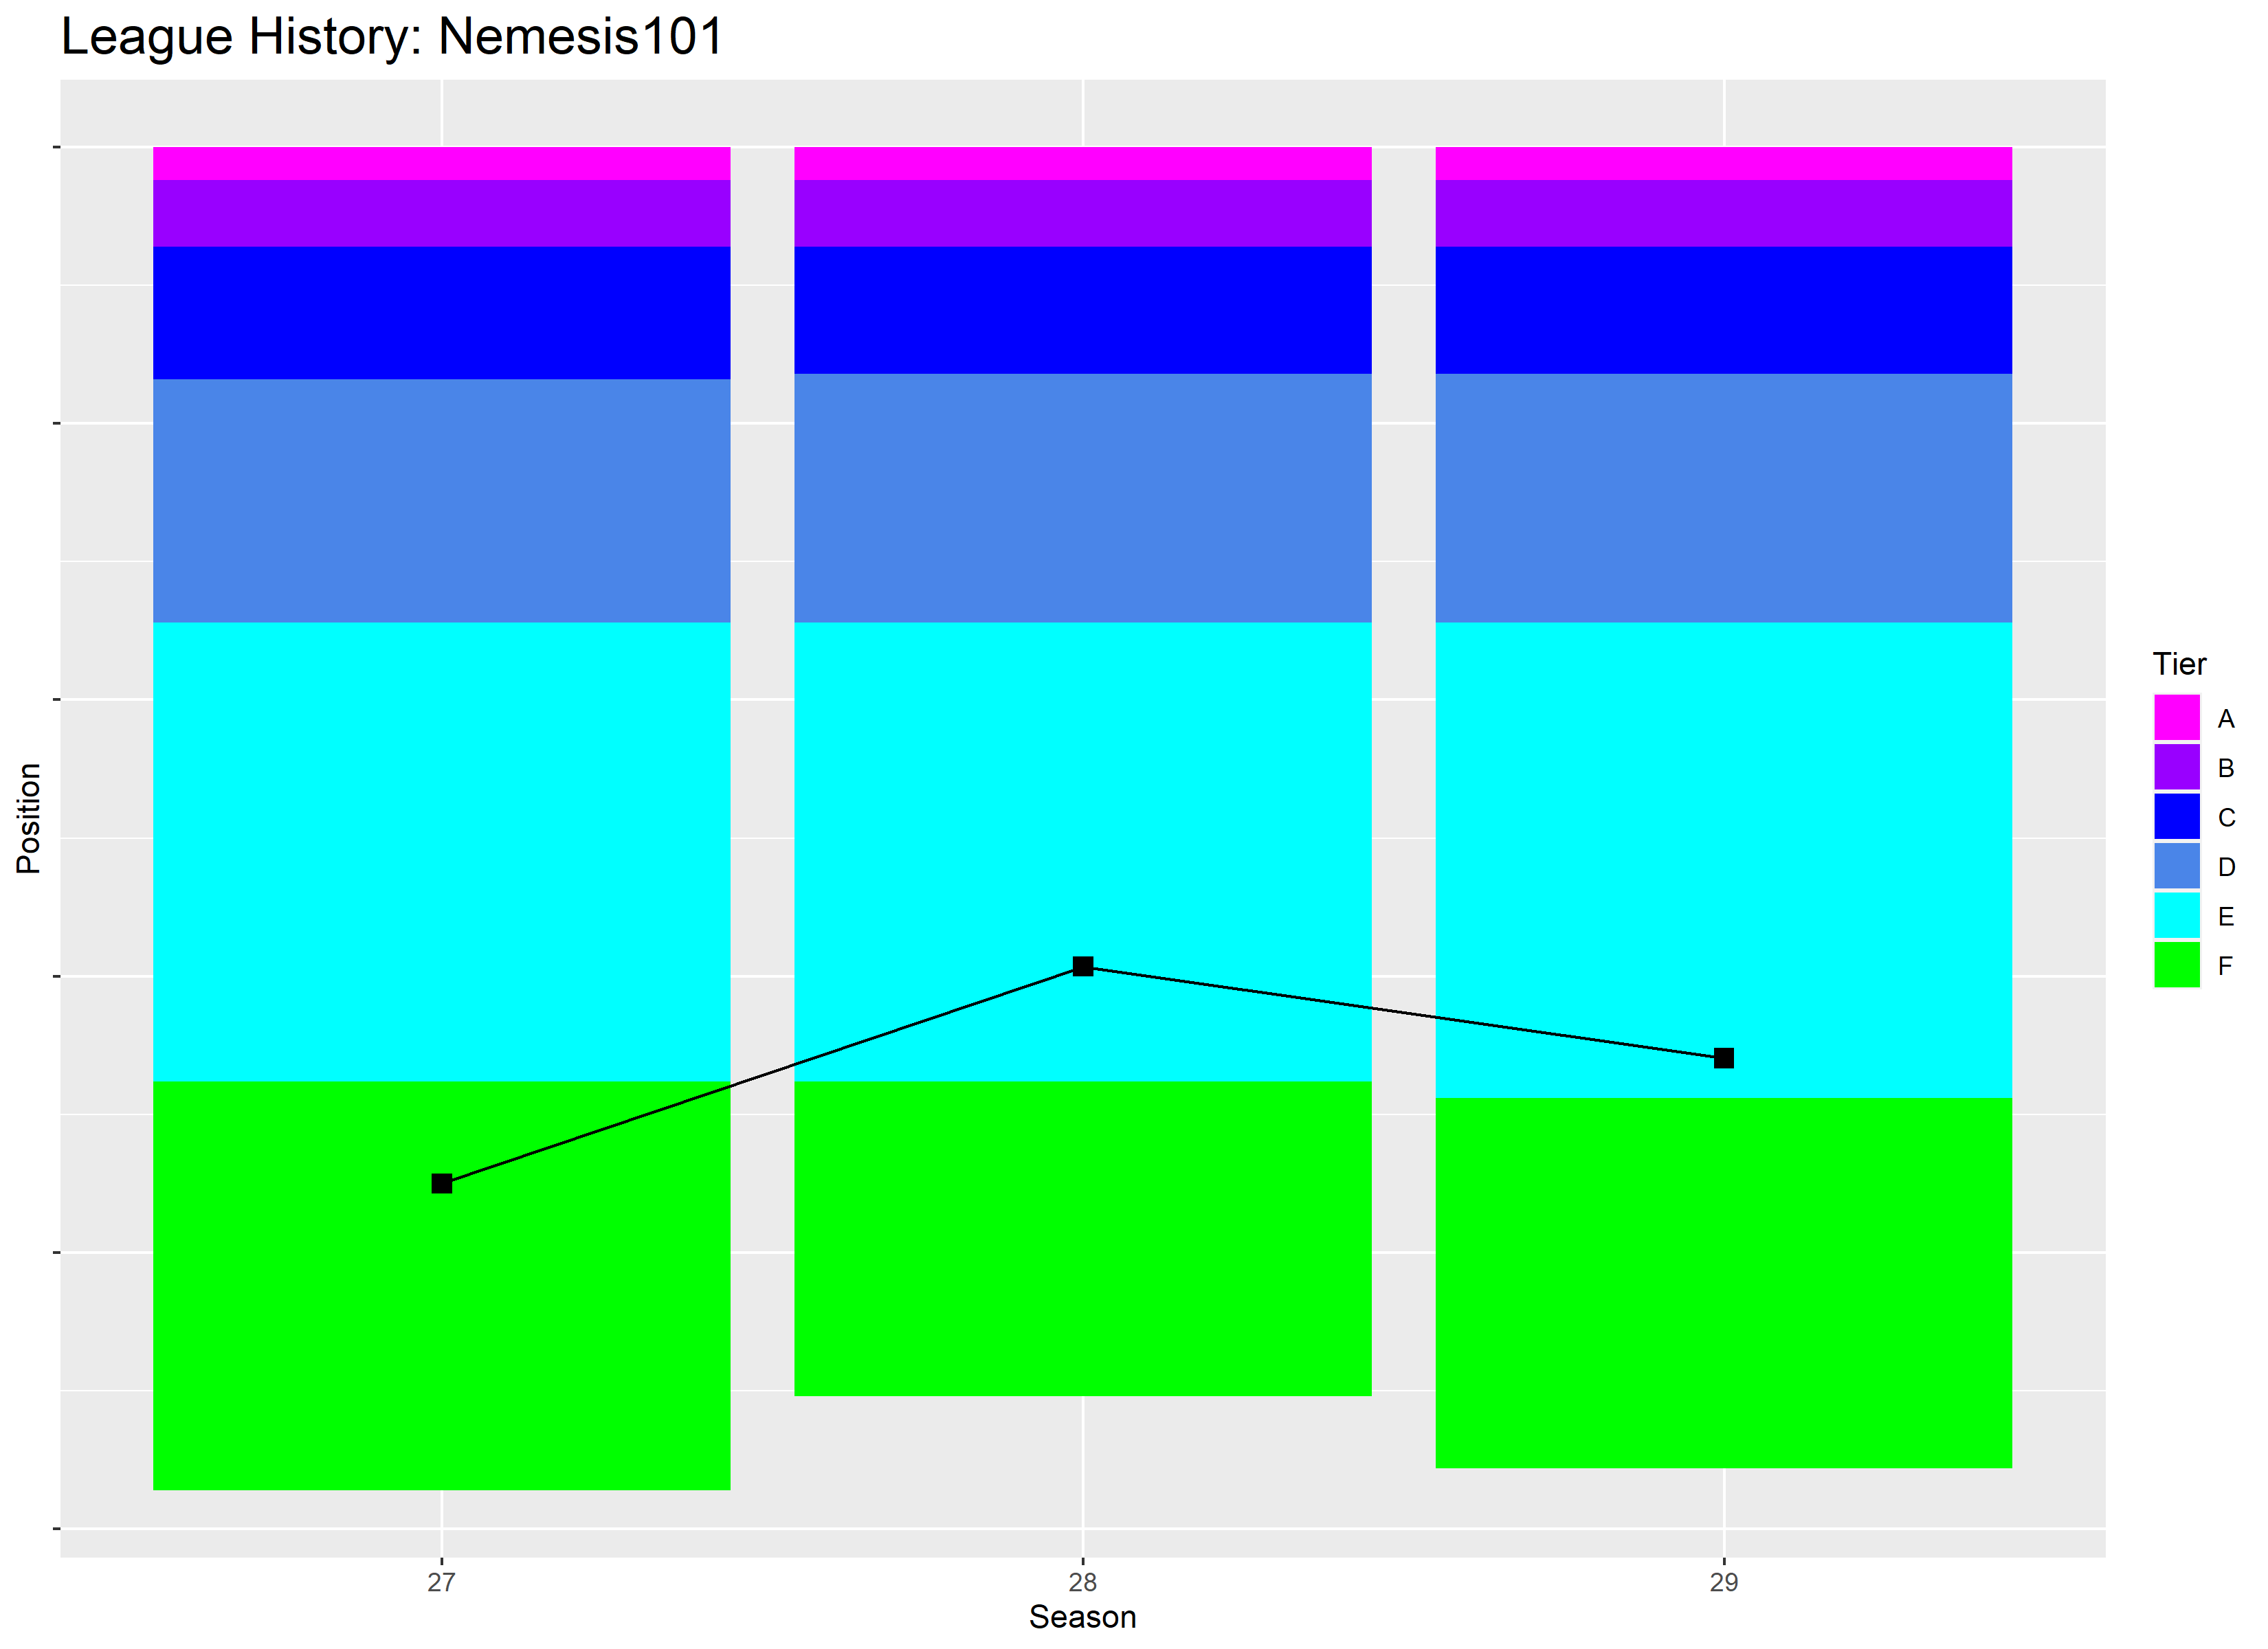 League History: Nemesis101
Position
Tier
A
B
C
D
E
F
27
28
29
Season